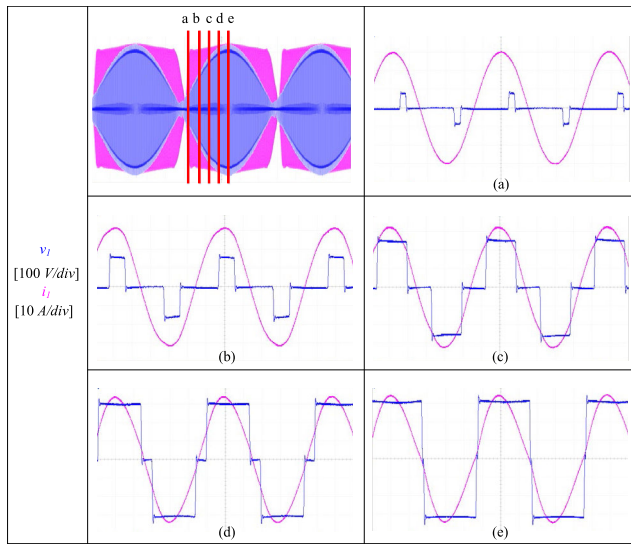 a b c d e
(a)
v1
[100 V/div]
i1
[10 A/div]
(b)
(c)
(d)
(e)